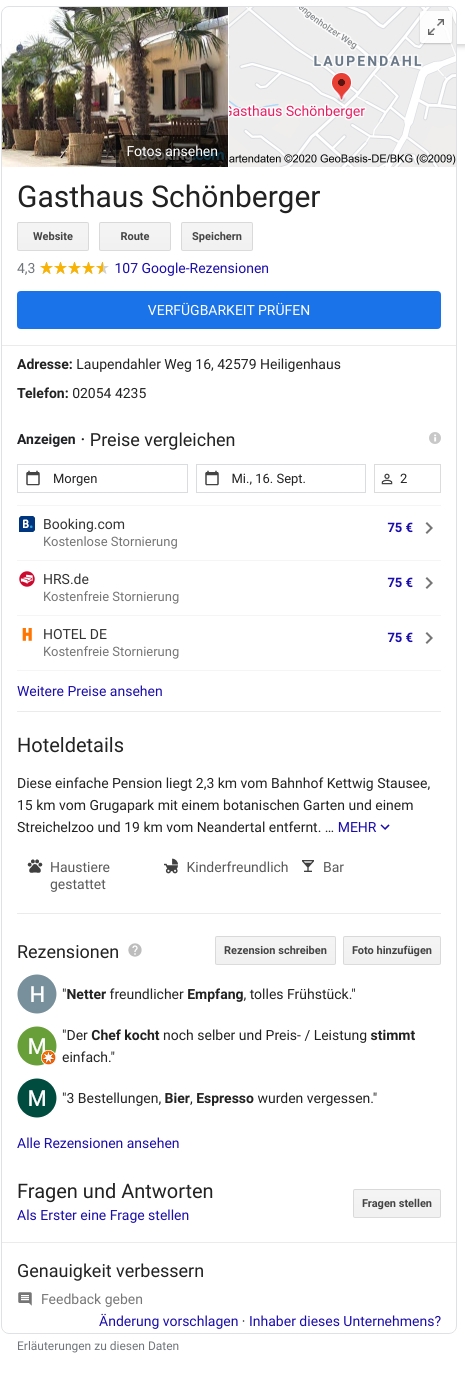 engenholzer Weg
LAUPENDAHL
Gasthaus Schönberger
Fotos ansehen
artendaten ©2020 GeoBasis-DE/BKG (©2009)
Gasthaus Schönberger
Website Route Speichern
4,3 107 Google-Rezensionen
VERFÜGBARKEIT PRÜFEN
Adresse: Laupendahler Weg 16, 42579 Heiligenhaus
Telefon: 02054 4235
Anzeigen · Preise vergleichen
Morgen Mi., 16. Sept. 2
B. Booking.com 75 €
Kostenlose Stornierung
HRS.de 75 €
Kostenfreie Stornierung
H HOTEL DE 75 €
Kostenfreie Stornierung
Weitere Preise ansehen
Hoteldetails
Diese einfache Pension liegt 2,3 km vom Bahnhof Kettwig Stausee,
15 km vom Grugapark mit einem botanischen Garten und einem
Streichelzoo und 19 km vom Neandertal entfernt. ... MEHR
Haustiere gestattet
Kinderfreundlich
Bar
Rezensionen ? Rezension schreiben Foto hinzufügen
H "Netter freundlicher Empfang, tolles Frühstück."
M "Der Chef kocht noch selber und Preis- / Leistung stimmt
einfach."
M "3 Bestellungen, Bier, Espresso wurden vergessen."
Alle Rezensionen ansehen
Fragen und Antworten
Fragen stellen
Als Erster eine Frage stellen
Genauigkeit verbessern
Feedback geben
Änderung vorschlagen · Inhaber dieses Unternehmens?
Erläuterungen zu diesen Daten